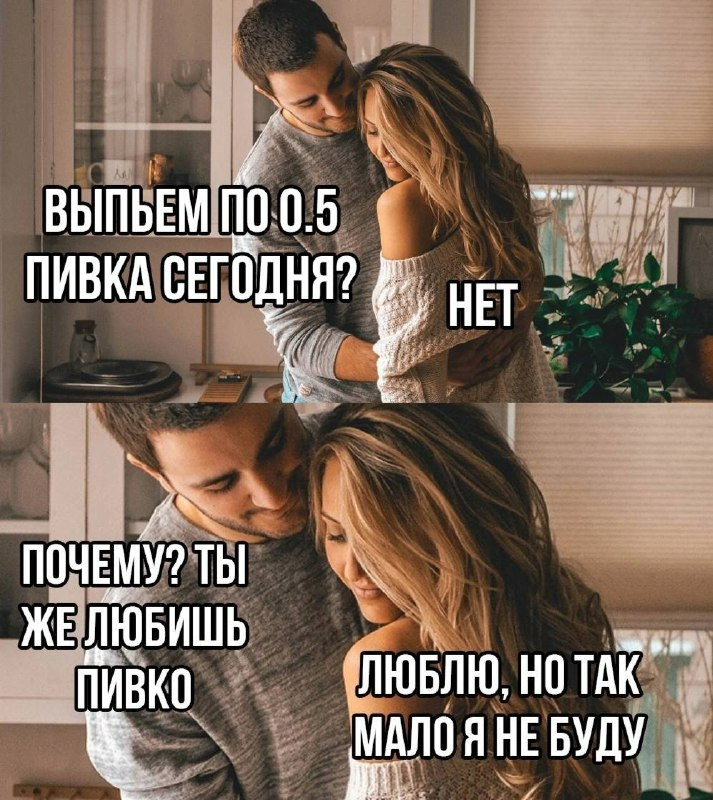 ВЫПЬЕМ ПО 0.5
ПИВКА СЕГОДНЯ?
НЕТ
ПОЧЕМУ? ТЫ
ЖЕ ЛЮБИШЬ
ПИВКО
ЛЮБЛЮ, НО ТАК
МАЛО Я НЕ БУДУ